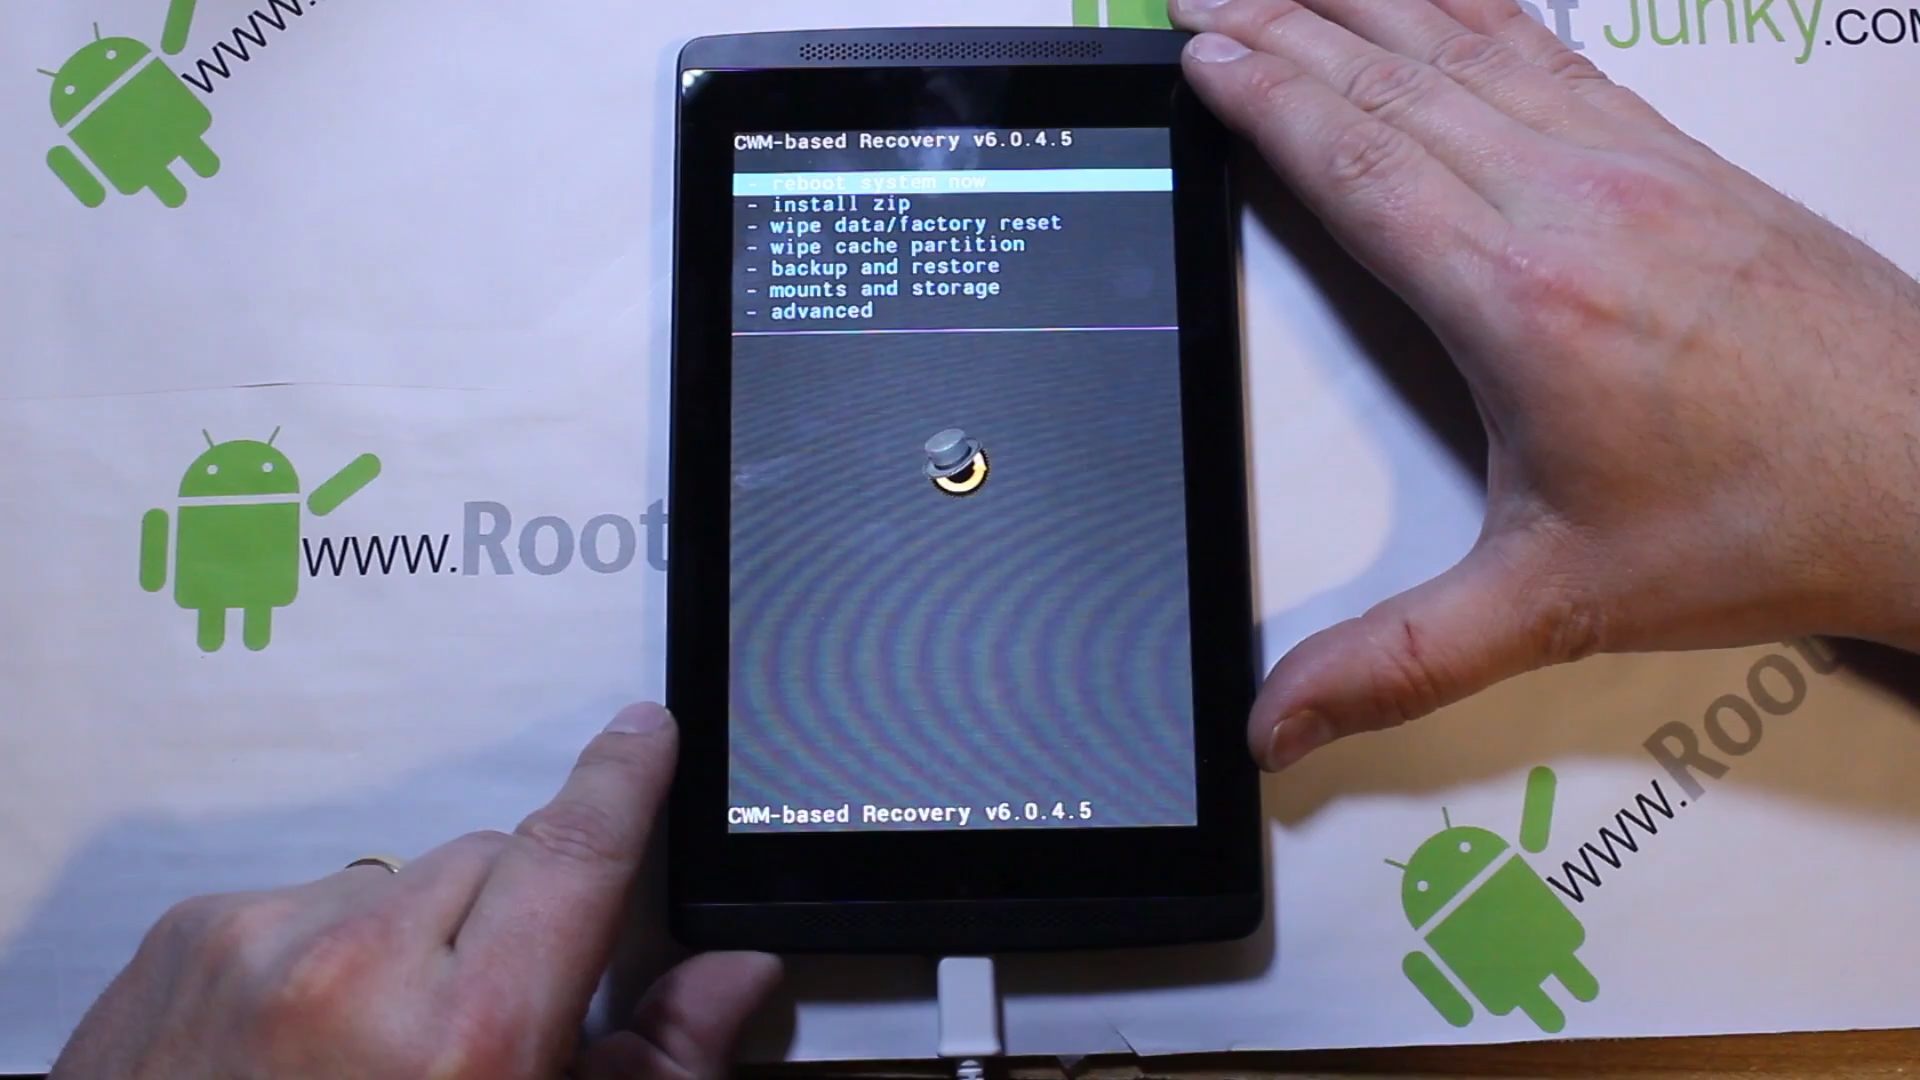 www.
Root Junky.COM
CWM-based Recovery v6.0.4.5
- reboot system now
- install zip
- wipe data/factory reset
- wipe cache partition
- backup and restore
- mounts and storage
- advanced
www.Root
CWM-based Recovery v6.0.4.5
www.Root